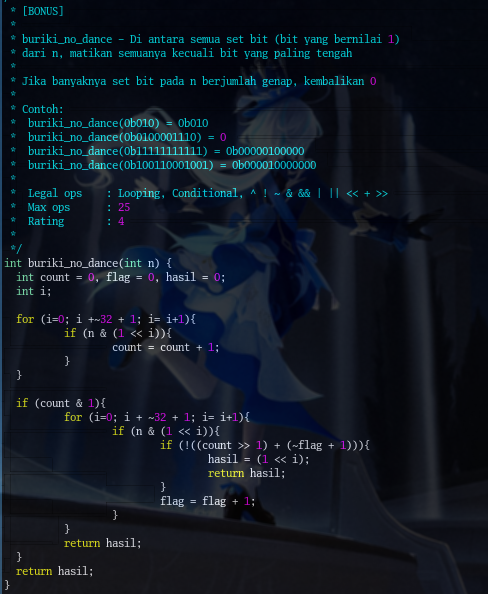 * [BONUS]
*
* buriki_no_dance – Di antara semua set bit (bit yang bernilai 1)
* dari n, matikan semuanya kecuali bit yang paling tengah
*
* Jika banyaknya set bit pada n berjumlah genap, kembalikan 0
*
* Contoh:
*  buriki_no_dance(0b010) = 0b010
*  buriki_no_dance(0b0100001110) = 0
*  buriki_no_dance(0b11111111111) = 0b00000100000
*  buriki_no_dance(0b100110001001) = 0b000010000000
*
*  Legal ops    : Looping, Conditional, ^ ! ~ & && | || << + >>
*  Max ops      : 25
*  Rating       : 4
*
*/
int buriki_no_dance(int n) {
  int count = 0, flag = 0, hasil = 0;
  int i;

  for (i=0; i +~32 + 1; i= i+1){
          if (n & (1 << i)){
                  count = count + 1;
          }
  }

  if (count & 1){
          for (i=0; i + ~32 + 1; i= i+1){
                  if (n & (1 << i)){
                          if (!((count >> 1) + (~flag + 1))){
                                  hasil = (1 << i);
                                  return hasil;
                          }
                          flag = flag + 1;
                  }
          }
          return hasil;
  }
  return hasil;
}